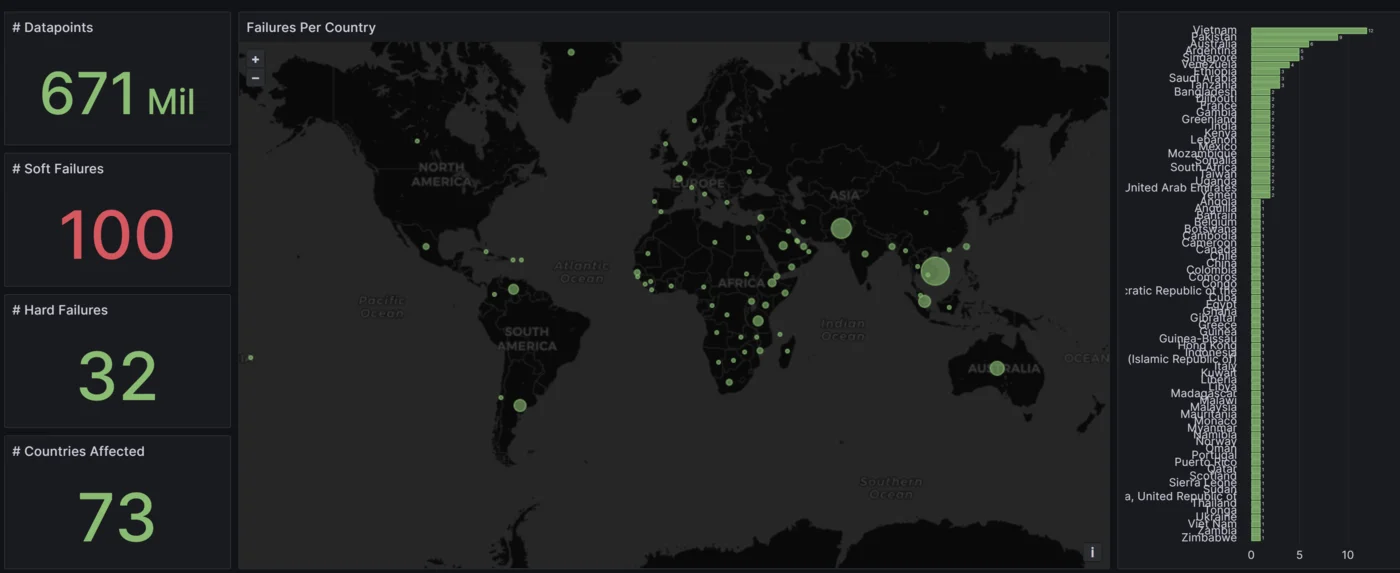 # Datapoints
671 Mil
# Soft Failures
100
# Hard Failures
32
# Countries Affected
73
Failures Per Country
+
−
NORTH
AMERICA
EUROPE
ASIA
Atlantic
Ocean
AFRICA
Pacific
Ocean
SOUTH
AMERICA
Indian
Ocean
AUSTRALIA
OCEAN
Southern
Ocean
i
Vietnam
Pakistan
Australia
Argentina
Singapore
Venezuela
Ethiopia
Saudi Arabia
Tanzania
Bangladesh
Djibouti
France
Gambia
Greenland
India
Kenya
Lebanon
Mexico
Mozambique
Somalia
South Africa
Taiwan
Uganda
United Arab Emirates
Yemen
Angola
Anguilla
Bahrain
Belgium
Botswana
Cambodia
Cameroon
Canada
Chile
China
Colombia
Comoros
Congo
cratic Republic of the
Cuba
Egypt
Ghana
Gibraltar
Greece
Guinea
Guinea-Bissau
Hong Kong
Indonesia
(Islamic Republic of)
Italy
Kuwait
Liberia
Libya
Madagascar
Malawi
Malaysia
Mauritania
Monaco
Myanmar
Namibia
Norway
Oman
Portugal
Puerto Rico
Qatar
Scotland
Sierra Leone
Sudan
a, United Republic of
Thailand
Tonga
Ukraine
Viet Nam
Zambia
Zimbabwe
0 5 10